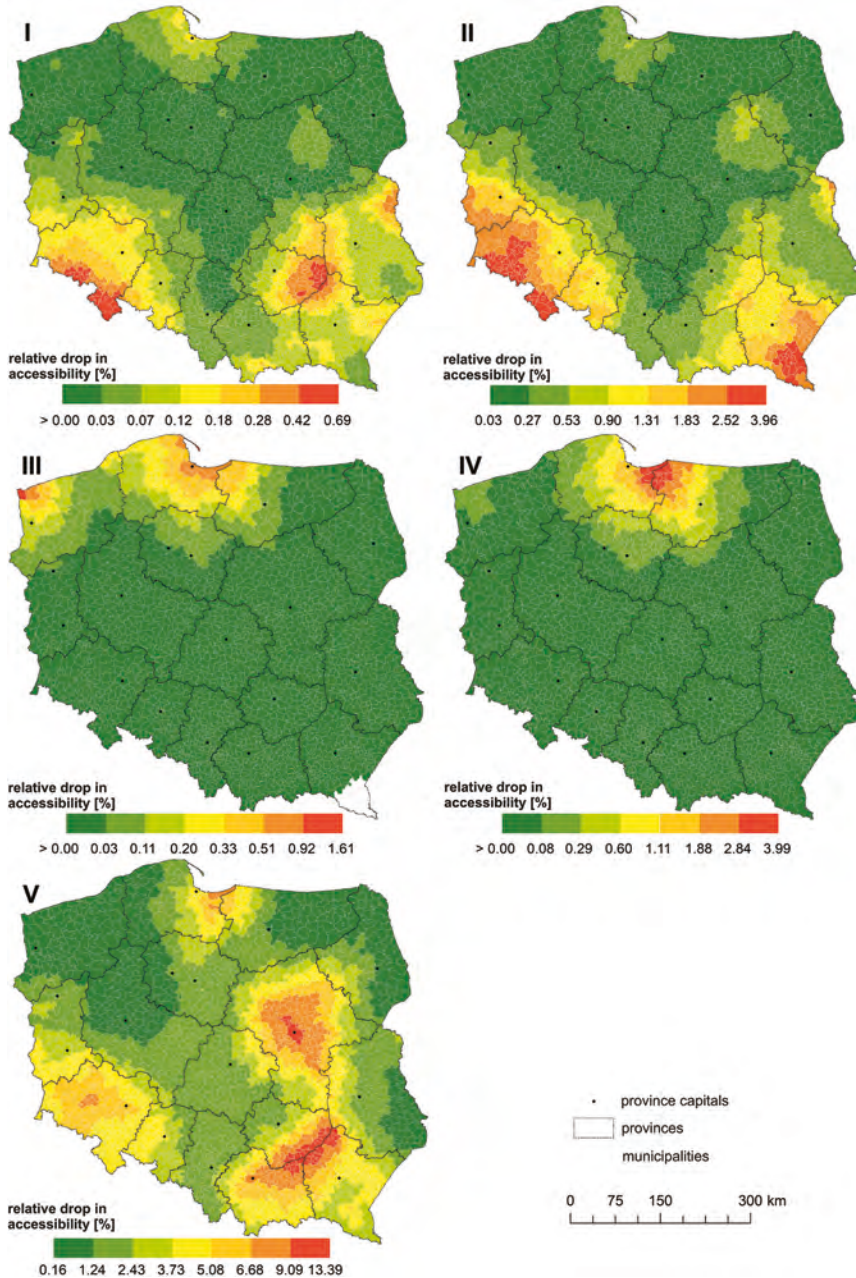 I
II
relative drop in
accessibility [%]
> 0.00 0.03 0.07 0.12 0.18 0.28 0.42 0.69
relative drop in
accessibility [%]
0.03 0.27 0.53 0.90 1.31 1.83 2.52 3.96
III
IV
relative drop in
accessibility [%]
> 0.00 0.03 0.11 0.20 0.33 0.51 0.92 1.61
relative drop in
accessibility [%]
> 0.00 0.08 0.29 0.60 1.11 1.88 2.84 3.99
V
province capitals
provinces
municipalities
0 75 150 300 km
relative drop in
accessibility [%]
0.16 1.24 2.43 3.73 5.08 6.68 9.09 13.39